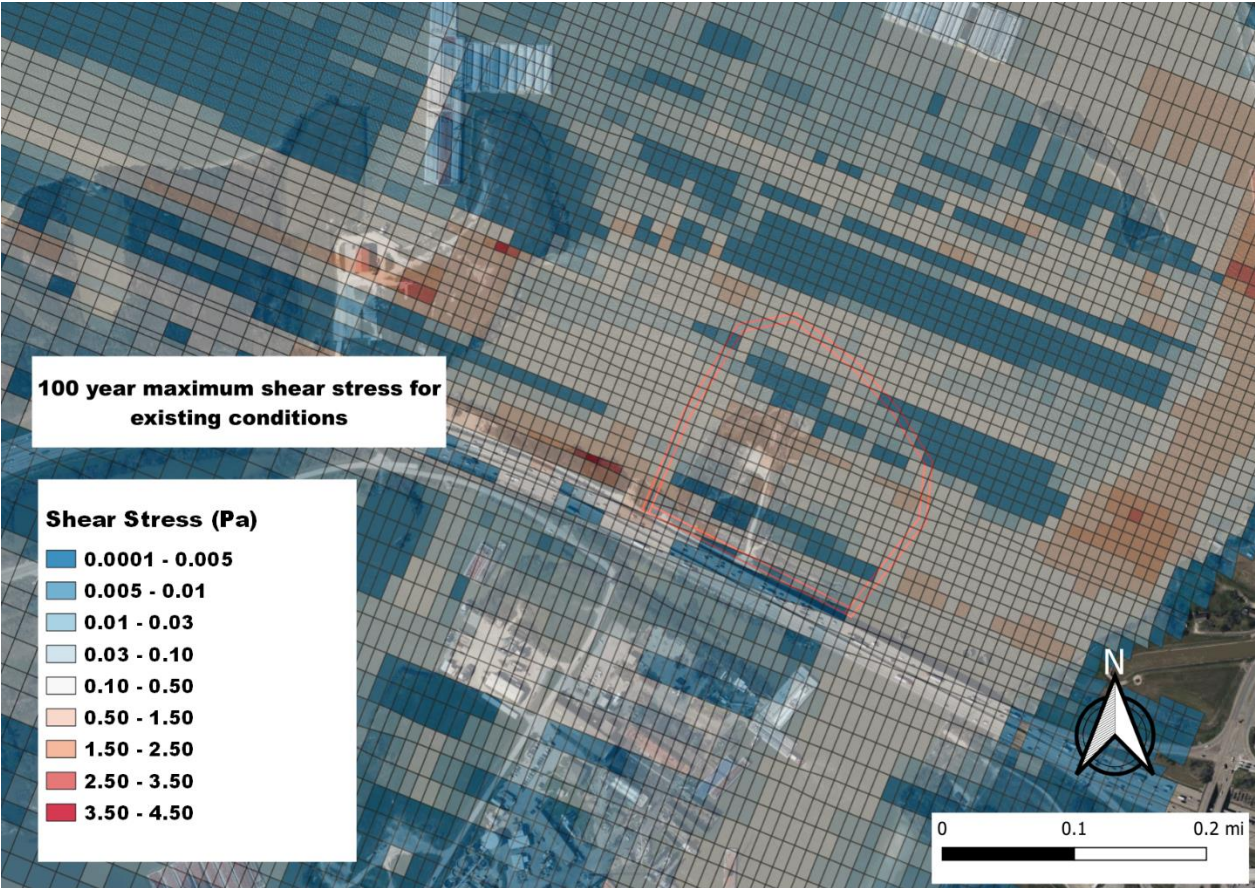 100 year maximum shear stress for
existing conditions
Shear Stress (Pa)
0.0001 - 0.005
0.005 - 0.01
0.01 - 0.03
0.03 - 0.10
0.10 - 0.50
0.50 - 1.50
1.50 - 2.50
2.50 - 3.50
3.50 - 4.50
N
0 0.1 0.2 mi